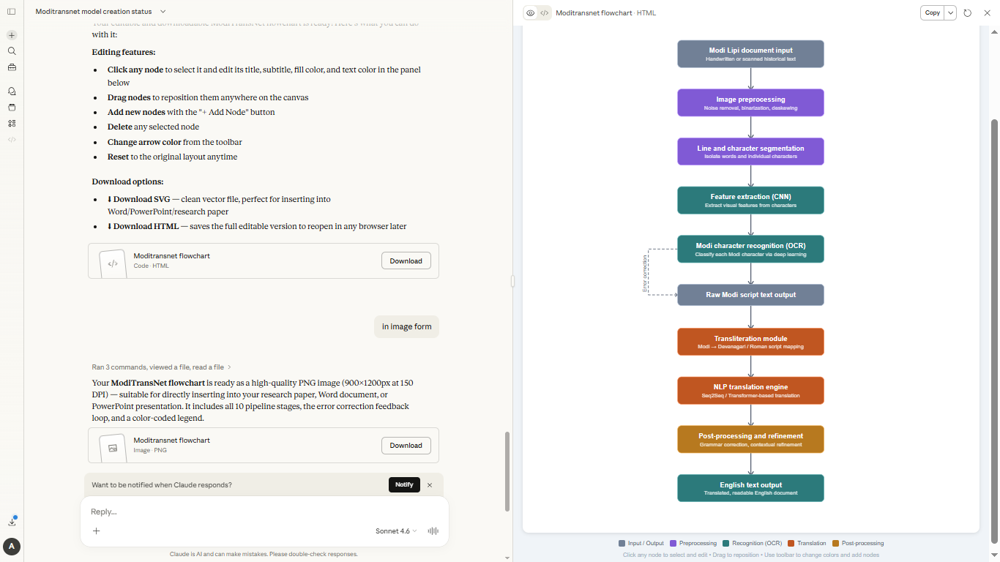 Moditransnet model creation status
Your editable and downloadable ModiTransNet flowchart is ready! Here's what you can do
with it:
Editing features:
Click any node to select it and edit its title, subtitle, fill color, and text color in the panel
below
Drag nodes to reposition them anywhere on the canvas
Add new nodes with the "+ Add Node" button
Delete any selected node
Change arrow color from the toolbar
Reset to the original layout anytime
Download options:
⬇ Download SVG — clean vector file, perfect for inserting into
Word/PowerPoint/research paper
⬇ Download HTML — saves the full editable version to reopen in any browser later
Moditransnet flowchart
Code · HTML
Download
in image form
Ran 3 commands, viewed a file, read a file
Your ModiTransNet flowchart is ready as a high-quality PNG image (900×1200px at 150
DPI) — suitable for directly inserting into your research paper, Word document, or
PowerPoint presentation. It includes all 10 pipeline stages, the error correction feedback
loop, and a color-coded legend.
Moditransnet flowchart
Image · PNG
Download
Want to be notified when Claude responds?
Notify
Reply...
Sonnet 4.6
Claude is AI and can make mistakes. Please double-check responses.
A
Moditransnet flowchart · HTML
Copy
Modi Lipi document input
Handwritten or scanned historical text
Image preprocessing
Noise removal, binarization, deskewing
Line and character segmentation
Isolate words and individual characters
Feature extraction (CNN)
Extract visual features from characters
Modi character recognition (OCR)
Classify each Modi character via deep learning
Error correction
Raw Modi script text output
Transliteration module
Modi → Devanagari / Roman script mapping
NLP translation engine
Seq2Seq / Transformer-based translation
Post-processing and refinement
Grammar correction, contextual refinement
English text output
Translated, readable English document
Input / Output
Preprocessing
Recognition (OCR)
Translation
Post-processing
Click any node to select and edit • Drag to reposition • Use toolbar to change colors and add nodes